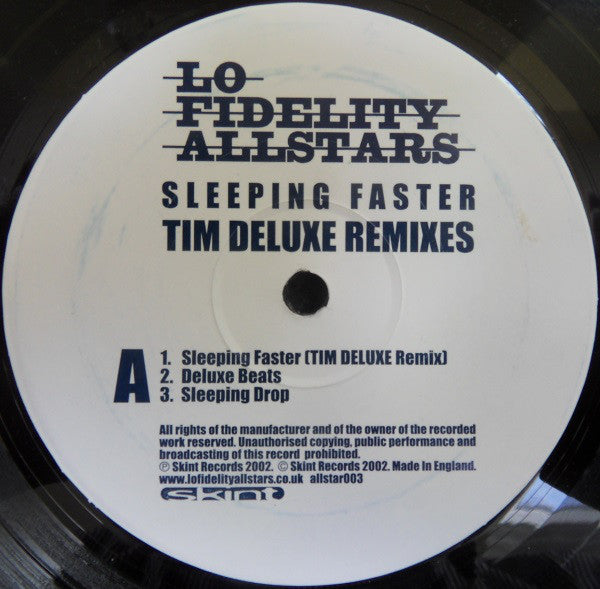 LO
FIDELITY
ALLSTARS
SLEEPING FASTER
TIM DELUXE REMIXES
A
1. Sleeping Faster (TIM DELUXE Remix)
2. Deluxe Beats
3. Sleeping Drop
All rights of the manufacturer and of the owner of the recorded
work reserved. Unauthorised copying, public performance and
broadcasting of this record prohibited.
℗ Skint Records 2002. © Skint Records 2002. Made In England.
www.lofidelityallstars.co.uk allstar003
skint